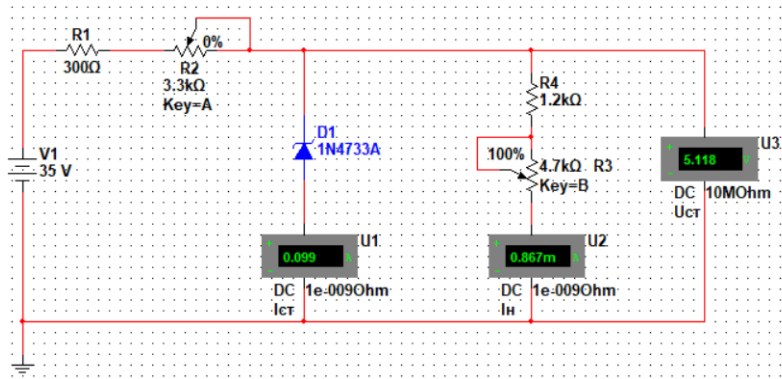 R1
300Ω
0%
R2
3.3kΩ
Key=A
V1
35 V
D1
1N4733A
R4
1.2kΩ
100%
4.7kΩ R3
Key=B
U1
+
0.099 A
-
DC 1e-009Ohm
Iст
U2
+
0.867m A
-
DC 1e-009Ohm
Iн
U3
+
5.118 V
-
DC 10MOhm
Uст